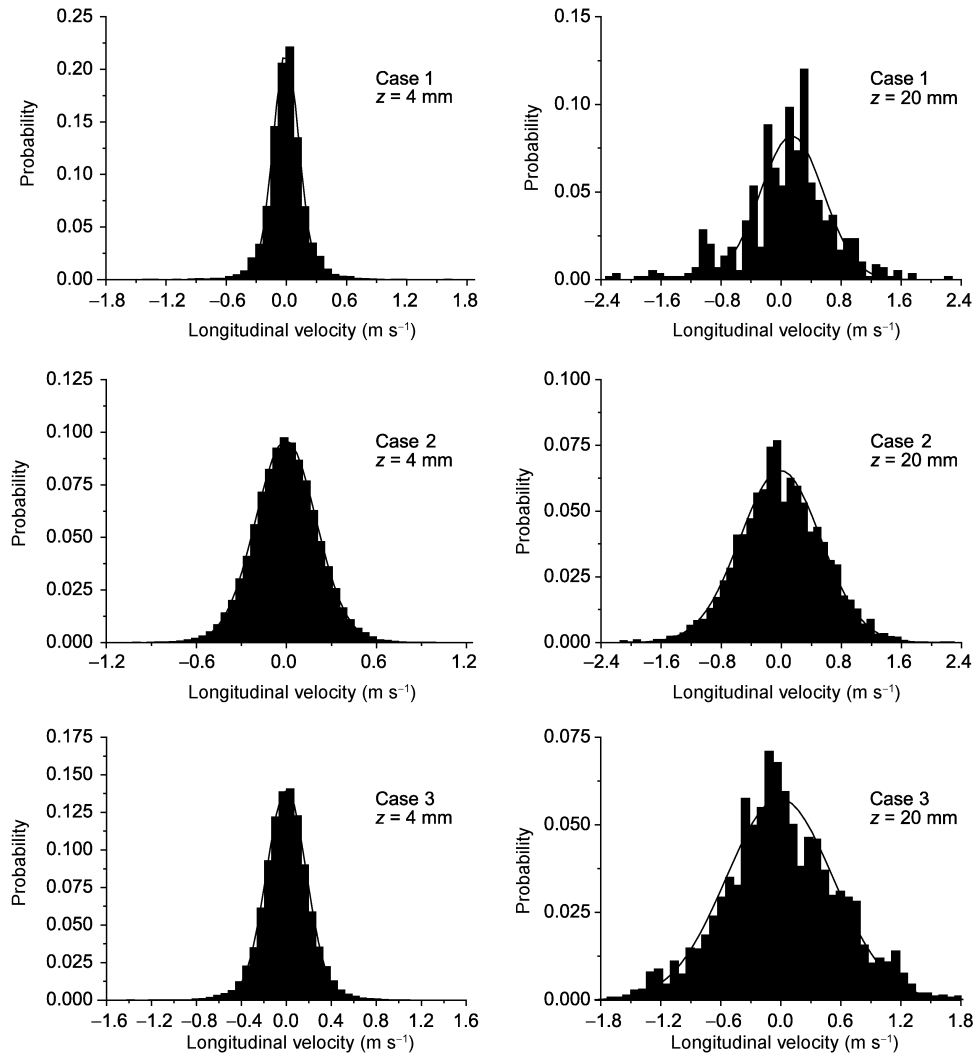 0.25
0.20
0.15
0.10
0.05
0.00
Probability
Case 1
z = 4 mm
−1.8 −1.2 −0.6 0.0 0.6 1.2 1.8
Longitudinal velocity (m s⁻¹)
0.15
0.10
0.05
0.00
Probability
Case 1
z = 20 mm
−2.4 −1.6 −0.8 0.0 0.8 1.6 2.4
Longitudinal velocity (m s⁻¹)
0.125
0.100
0.075
0.050
0.025
0.000
Probability
Case 2
z = 4 mm
−1.2 −0.6 0.0 0.6 1.2
Longitudinal velocity (m s⁻¹)
0.100
0.075
0.050
0.025
0.000
Probability
Case 2
z = 20 mm
−2.4 −1.6 −0.8 0.0 0.8 1.6 2.4
Longitudinal velocity (m s⁻¹)
0.175
0.150
0.125
0.100
0.075
0.050
0.025
0.000
Probability
Case 3
z = 4 mm
−1.6 −1.2 −0.8 −0.4 0.0 0.4 0.8 1.2 1.6
Longitudinal velocity (m s⁻¹)
0.075
0.050
0.025
0.000
Probability
Case 3
z = 20 mm
−1.8 −1.2 −0.6 0.0 0.6 1.2 1.8
Longitudinal velocity (m s⁻¹)